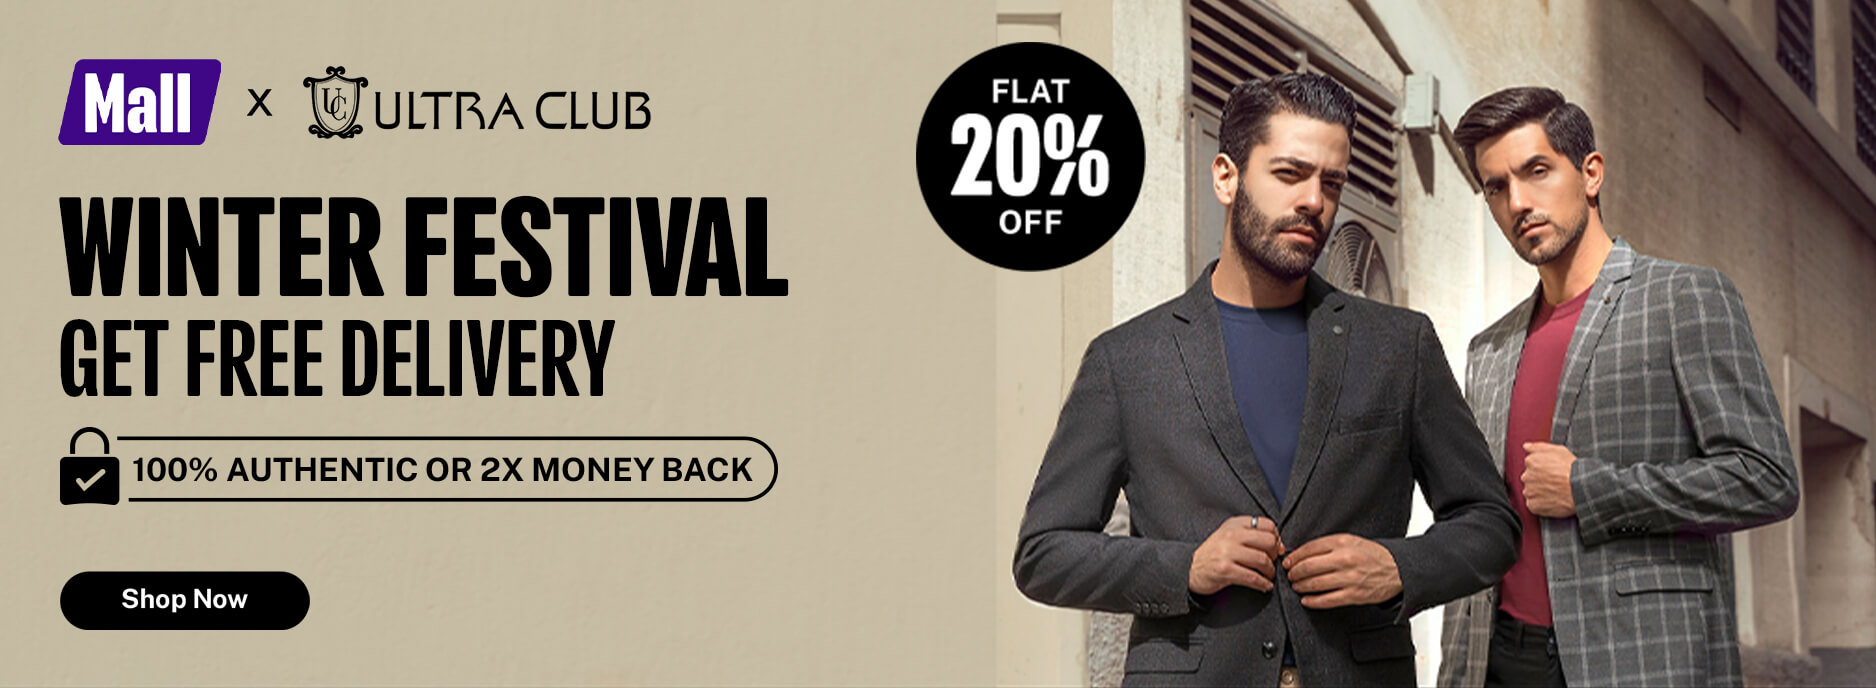 Mall x UC ULTRA CLUB
WINTER FESTIVAL
GET FREE DELIVERY
100% AUTHENTIC OR 2X MONEY BACK
Shop Now
FLAT
20%
OFF